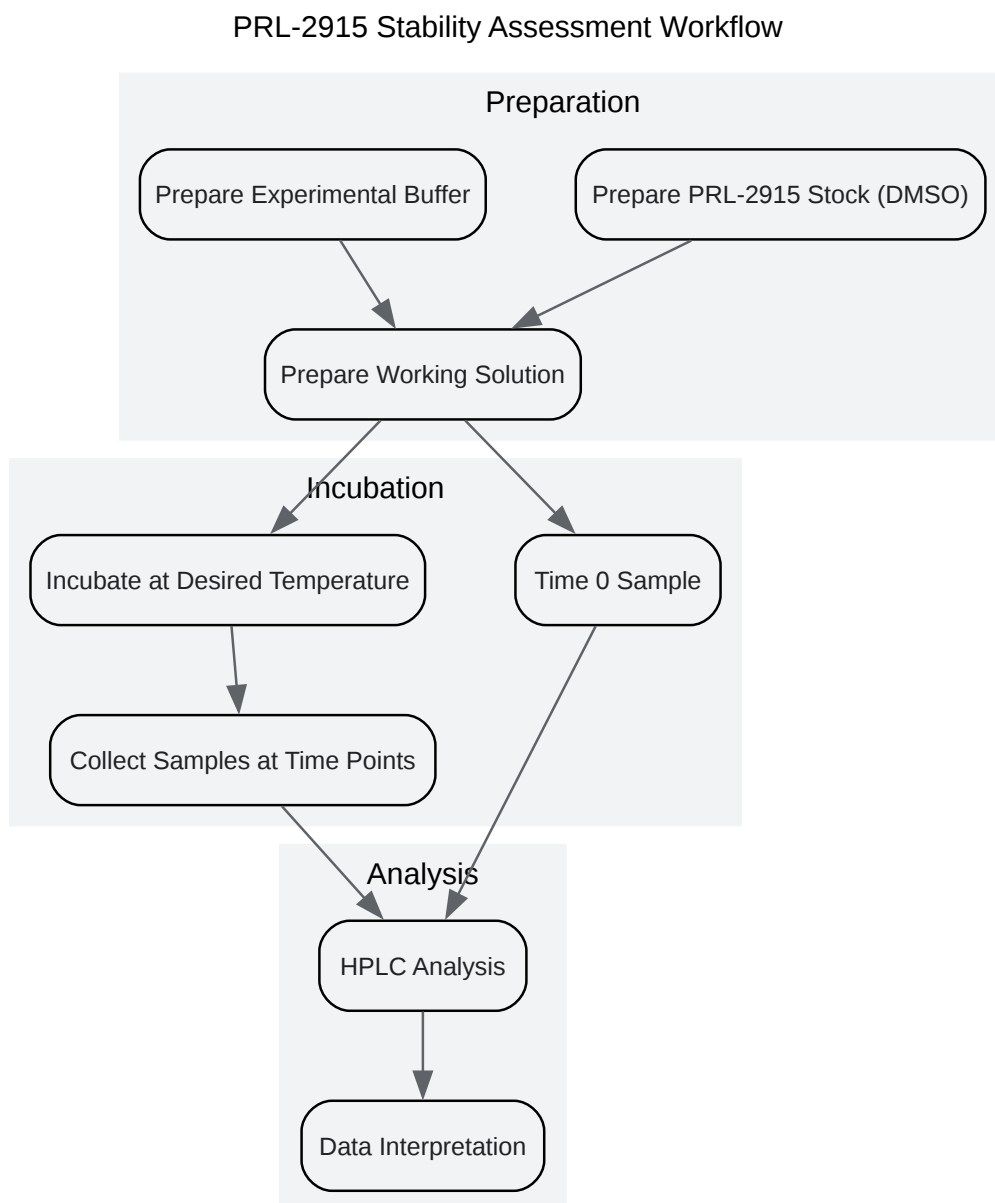 PRL-2915 Stability Assessment Workflow
Preparation
Prepare Experimental Buffer
Prepare PRL-2915 Stock (DMSO)
Prepare Working Solution
Incubation
Incubate at Desired Temperature
Time 0 Sample
Collect Samples at Time Points
Analysis
HPLC Analysis
Data Interpretation